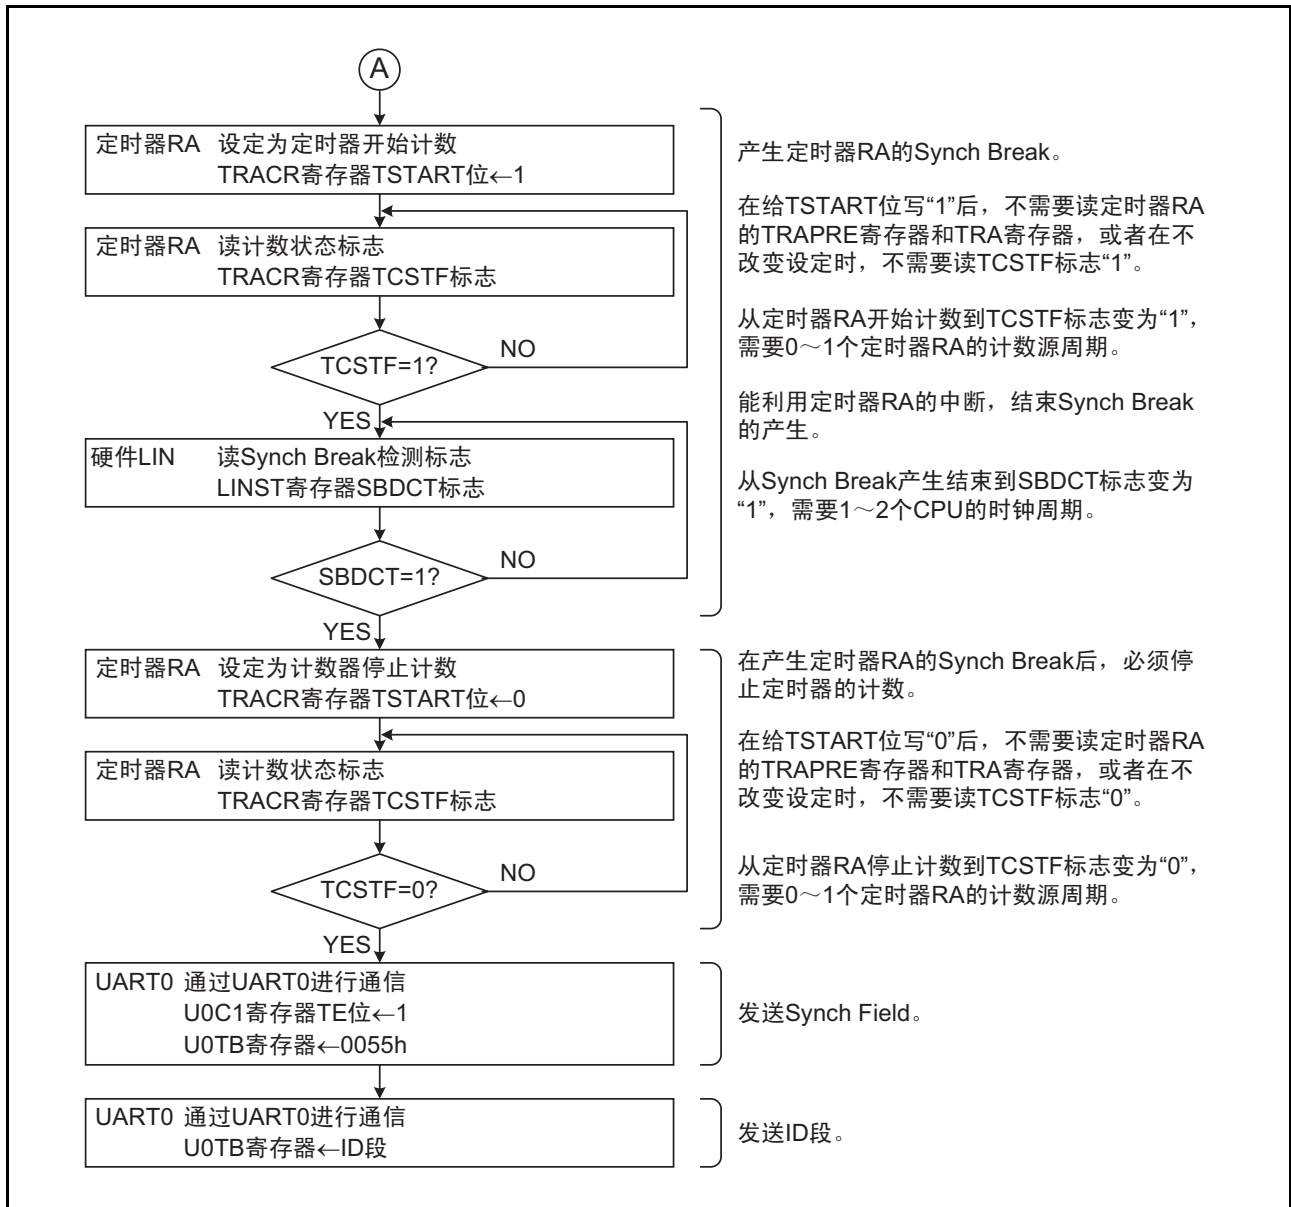 A
定时器RA 设定为定时器开始计数
TRACR寄存器TSTART位←1
定时器RA 读计数状态标志
TRACR寄存器TCSTF标志
TCSTF=1?
NO
YES
硬件LIN 读Synch Break检测标志
LINST寄存器SBDCT标志
SBDCT=1?
NO
YES
产生定时器RA的Synch Break。
在给TSTART位写“1”后，不需要读定时器RA
的TRAPRE寄存器和TRA寄存器，或者在不
改变设定时，不需要读TCSTF标志“1”。
从定时器RA开始计数到TCSTF标志变为“1”，
需要0～1个定时器RA的计数源周期。
能利用定时器RA的中断，结束Synch Break
的产生。
从Synch Break产生结束到SBDCT标志变为
“1”，需要1～2个CPU的时钟周期。
定时器RA 设定为计数器停止计数
TRACR寄存器TSTART位←0
定时器RA 读计数状态标志
TRACR寄存器TCSTF标志
TCSTF=0?
NO
YES
在产生定时器RA的Synch Break后，必须停
止定时器的计数。
在给TSTART位写“0”后，不需要读定时器RA
的TRAPRE寄存器和TRA寄存器，或者在不
改变设定时，不需要读TCSTF标志“0”。
从定时器RA停止计数到TCSTF标志变为“0”，
需要0～1个定时器RA的计数源周期。
UART0 通过UART0进行通信
U0C1寄存器TE位←1
U0TB寄存器←0055h
发送Synch Field。
UART0 通过UART0进行通信
U0TB寄存器←ID段
发送ID段。